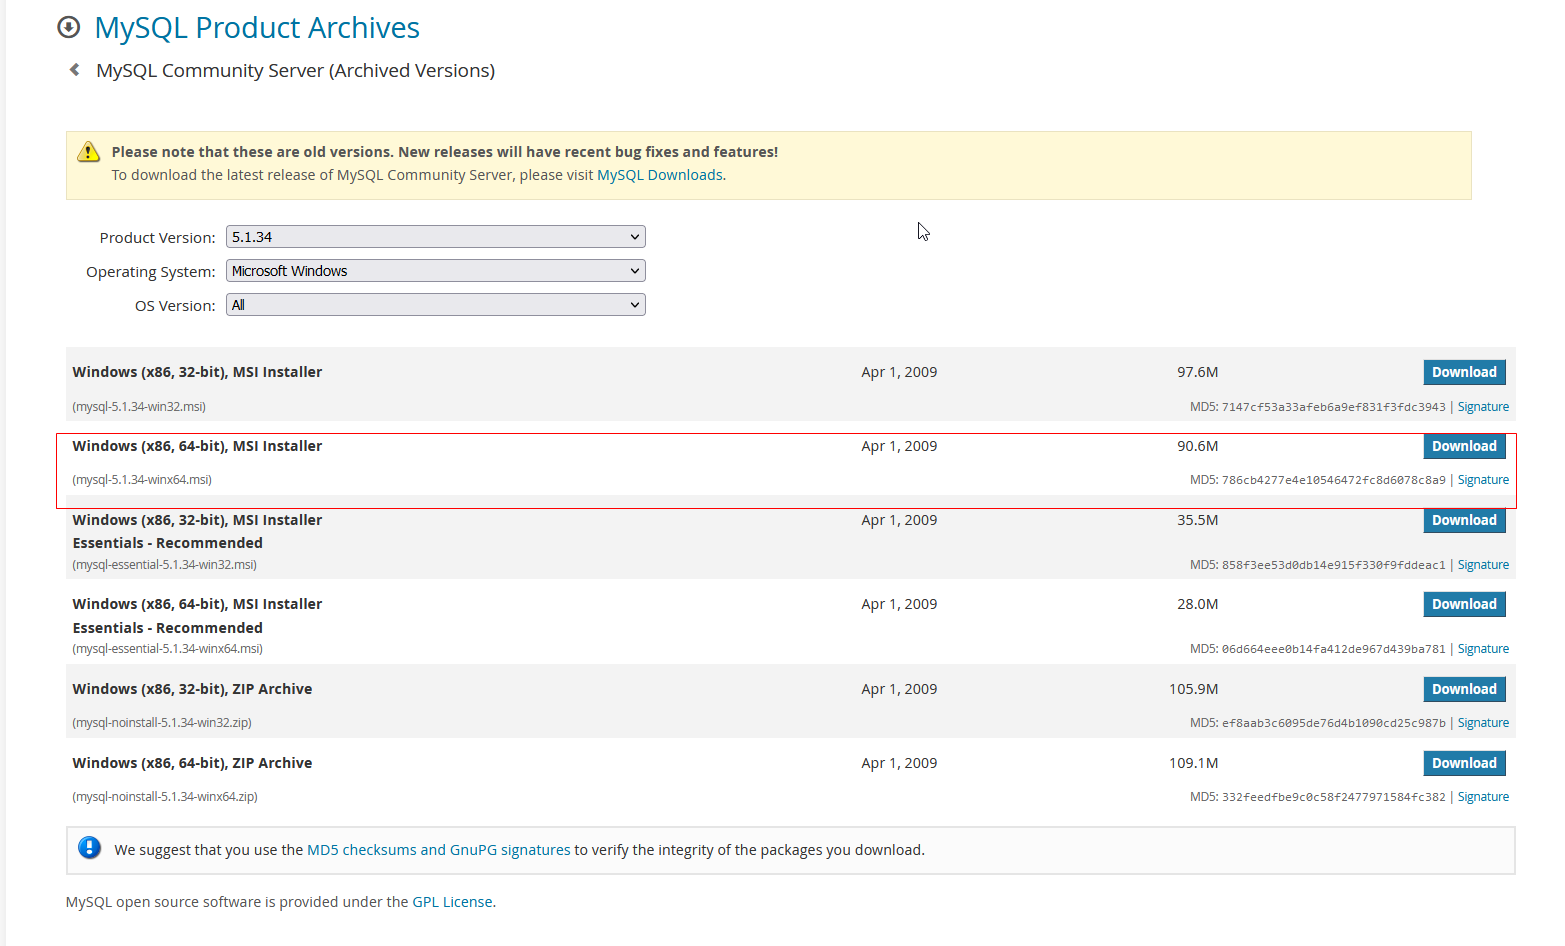 MySQL Product Archives
MySQL Community Server (Archived Versions)
Please note that these are old versions. New releases will have recent bug fixes and features!
To download the latest release of MySQL Community Server, please visit MySQL Downloads.
Product Version: 5.1.34
Operating System: Microsoft Windows
OS Version: All
Windows (x86, 32-bit), MSI Installer Apr 1, 2009 97.6M Download
(mysql-5.1.34-win32.msi) MD5: 7147cf53a33afeb6a9ef831f3fdc3943 | Signature
Windows (x86, 64-bit), MSI Installer Apr 1, 2009 90.6M Download
(mysql-5.1.34-winx64.msi) MD5: 786cb4277e4e10546472fc8d6078c8a9 | Signature
Windows (x86, 32-bit), MSI Installer Apr 1, 2009 35.5M Download
Essentials - Recommended
(mysql-essential-5.1.34-win32.msi) MD5: 858f3ee53d0db14e915f330f9fddeac1 | Signature
Windows (x86, 64-bit), MSI Installer Apr 1, 2009 28.0M Download
Essentials - Recommended
(mysql-essential-5.1.34-winx64.msi) MD5: 06d664eee0b14fa412de967d439ba781 | Signature
Windows (x86, 32-bit), ZIP Archive Apr 1, 2009 105.9M Download
(mysql-noinstall-5.1.34-win32.zip) MD5: ef8aab3c6095de76d4b1090cd25c987b | Signature
Windows (x86, 64-bit), ZIP Archive Apr 1, 2009 109.1M Download
(mysql-noinstall-5.1.34-winx64.zip) MD5: 332feedfbe9c0c58f2477971584fc382 | Signature
We suggest that you use the MD5 checksums and GnuPG signatures to verify the integrity of the packages you download.
MySQL open source software is provided under the GPL License.